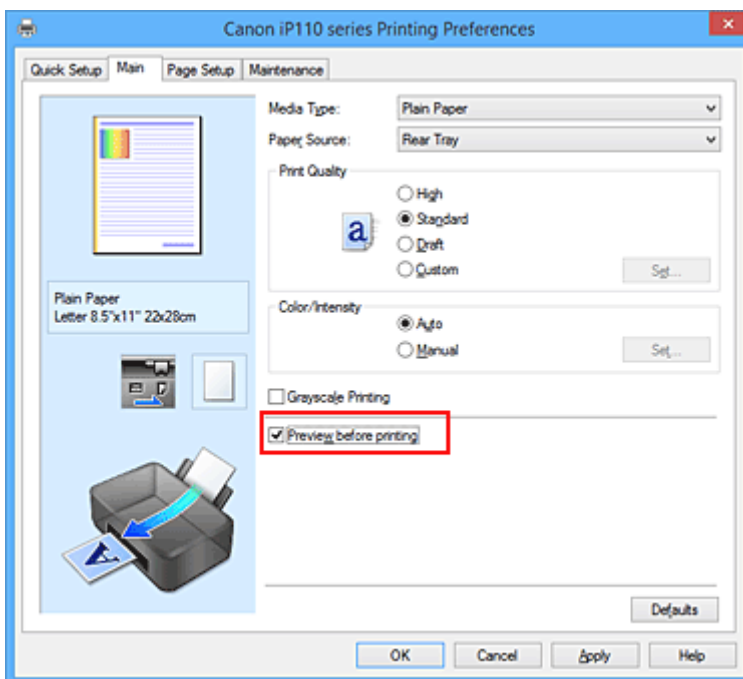 Canon iP110 series Printing Preferences
Quick Setup Main Page Setup Maintenance
Media Type: Plain Paper
Paper Source: Rear Tray
Print Quality
High
a Standard
Draft
Custom Set...
Plain Paper
Letter 8.5"x11" 22x28cm
Color/Intensity
Auto
Manual Set...
Grayscale Printing
Preview before printing
A
Defaults
OK Cancel Apply Help